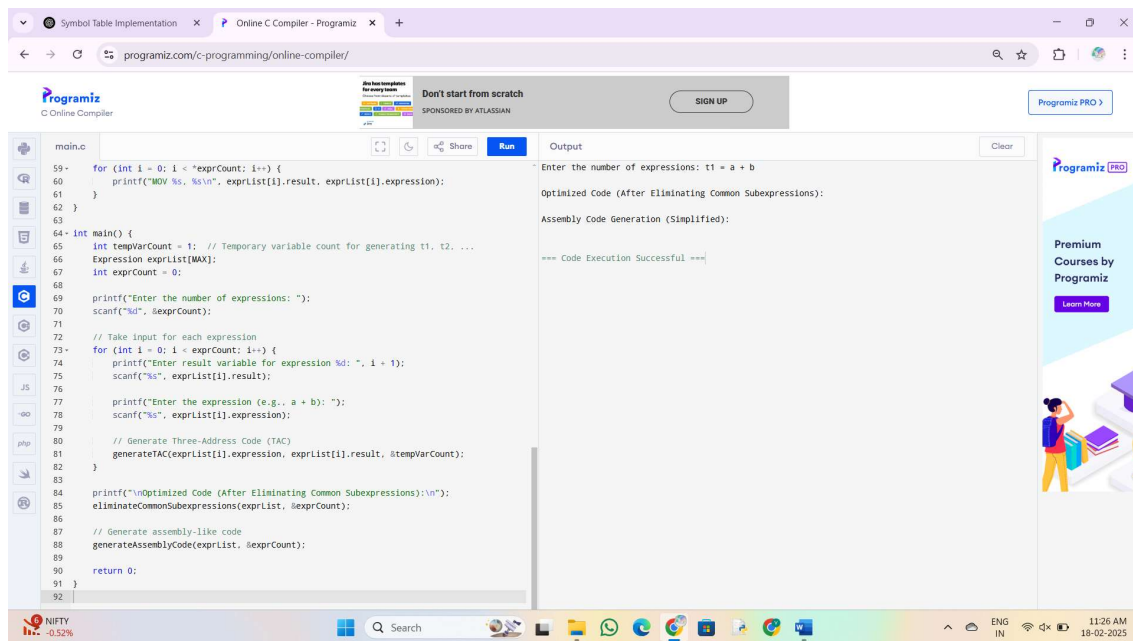 Symbol Table Implementation
Online C Compiler - Programiz
programiz.com/c-programming/online-compiler/
Programiz
C Online Compiler
Jira has templates
for every team
Don't start from scratch
SPONSORED BY ATLASSIAN
SIGN UP
Programiz PRO >
main.c
Share
Run
Output
Clear
59 for (int i = 0; i < *exprCount; i++) {
60 printf("MOV %s, %s\n", exprList[i].result, exprList[i].expression);
61 }
62 }
63
64 int main() {
65 int tempVarCount = 1; // Temporary variable count for generating t1, t2, ...
66 Expression exprList[MAX];
67 int exprCount = 0;
68
69 printf("Enter the number of expressions: ");
70 scanf("%d", &exprCount);
71
72 // Take input for each expression
73 for (int i = 0; i < exprCount; i++) {
74 printf("Enter result variable for expression %d: ", i + 1);
75 scanf("%s", exprList[i].result);
76
77 printf("Enter the expression (e.g., a + b): ");
78 scanf("%s", exprList[i].expression);
79
80 // Generate Three-Address Code (TAC)
81 generateTAC(exprList[i].expression, exprList[i].result, &tempVarCount);
82 }
83
84 printf("\nOptimized Code (After Eliminating Common Subexpressions):\n");
85 eliminateCommonSubexpressions(exprList, &exprCount);
86
87 // Generate assembly-like code
88 generateAssemblyCode(exprList, &exprCount);
89
90 return 0;
91 }
92
Enter the number of expressions: t1 = a + b
Optimized Code (After Eliminating Common Subexpressions):
Assembly Code Generation (Simplified):
=== Code Execution Successful ===
Programiz PRO
Premium
Courses by
Programiz
Learn More
JS
GO
php
6
NIFTY
-0.52%
Search
ENG
IN
11:26 AM
18-02-2025